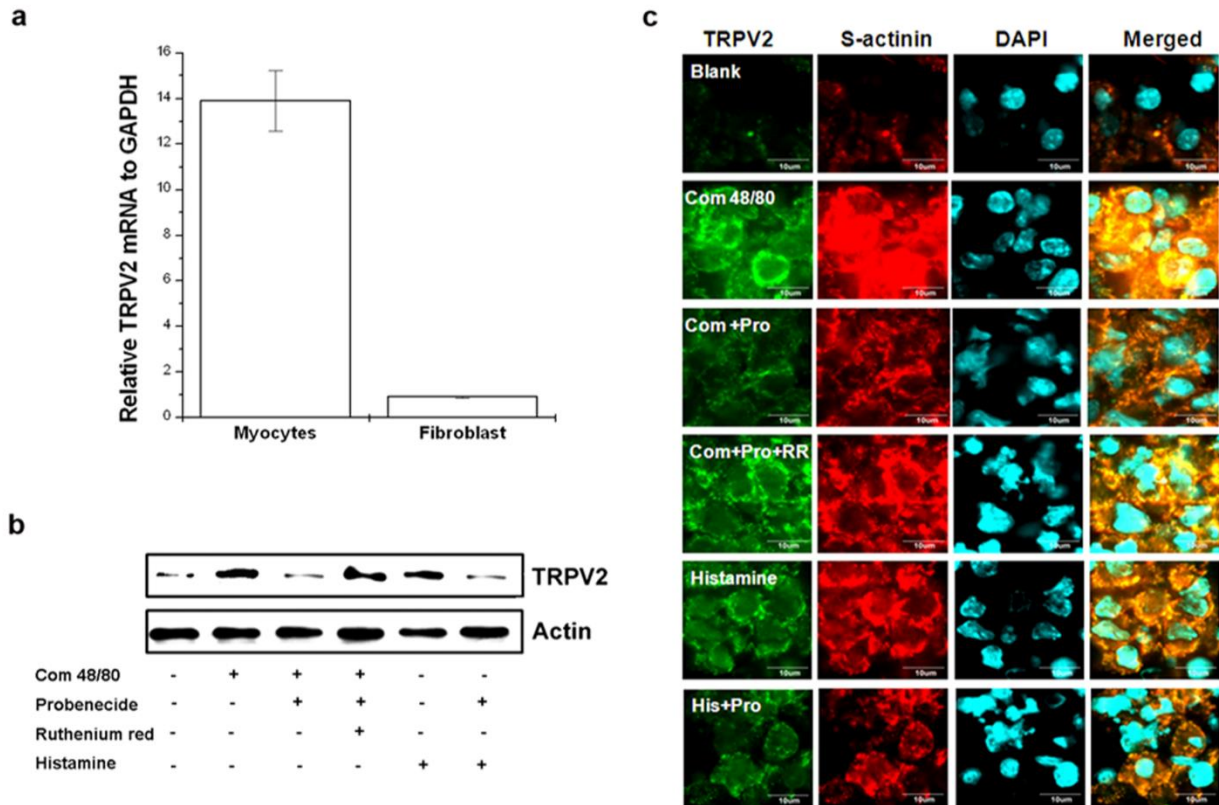 a
Relative TRPV2 mRNA to GAPDH
16
14
12
10
8
6
4
2
0
Myocytes Fibroblast
b
TRPV2
Actin
Com 48/80 - + + + - -
Probenecide - - + + - +
Ruthenium red - - - + - -
Histamine - - - - + +
c
TRPV2 S-actinin DAPI Merged
Blank
10um 10um 10um 10um
Com 48/80
10um 10um 10um 10um
Com +Pro
10um 10um 10um 10um
Com+Pro+RR
10um 10um 10um 10um
Histamine
10um 10um 10um 10um
His+Pro
10um 10um 10um 10um